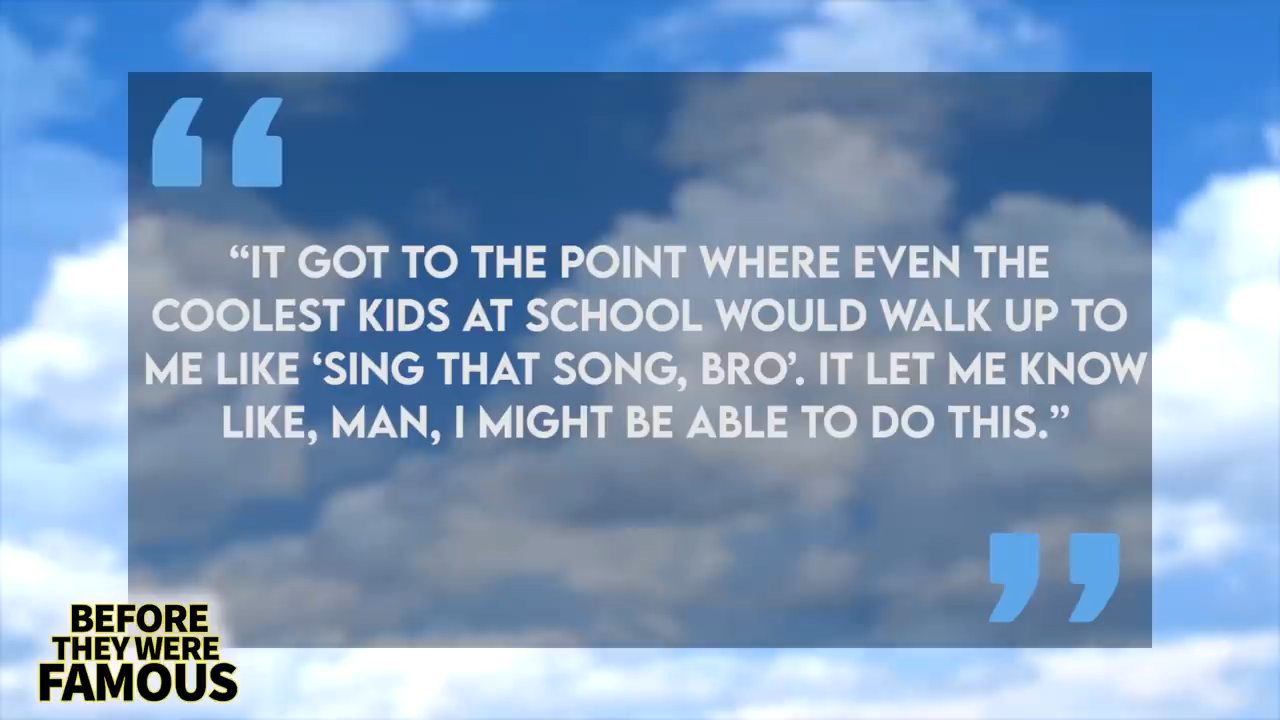 “IT GOT TO THE POINT WHERE EVEN THE
COOLEST KIDS AT SCHOOL WOULD WALK UP TO
ME LIKE ‘SING THAT SONG, BRO’. IT LET ME KNOW
LIKE, MAN, I MIGHT BE ABLE TO DO THIS.”
BEFORE
THEY WERE
FAMOUS